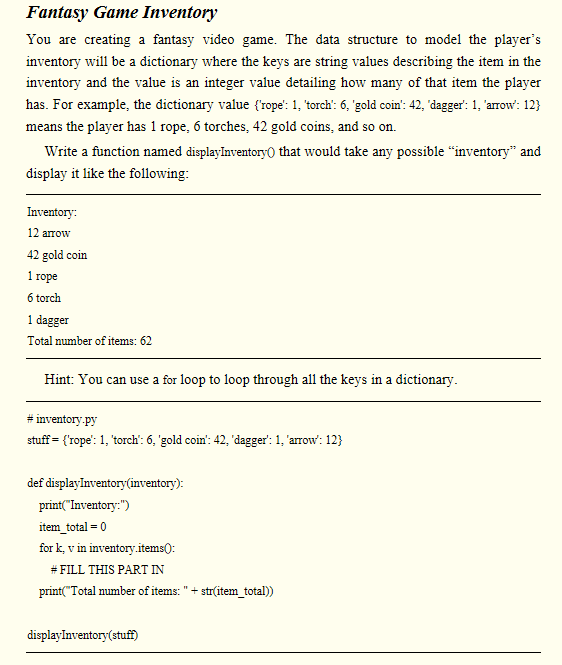 Fantasy Game Inventory
You are creating a fantasy video game. The data structure to model the player's
inventory will be a dictionary where the keys are string values describing the item in the
inventory and the value is an integer value detailing how many of that item the player
has. For example, the dictionary value {'rope': 1, 'torch': 6, 'gold coin': 42, 'dagger': 1, 'arrow': 12}
means the player has 1 rope, 6 torches, 42 gold coins, and so on.
Write a function named displayInventory() that would take any possible “inventory” and
display it like the following:
Inventory:
12 arrow
42 gold coin
1 rope
6 torch
1 dagger
Total number of items: 62
Hint: You can use a for loop to loop through all the keys in a dictionary.
# inventory.py
stuff = {'rope': 1, 'torch': 6, 'gold coin': 42, 'dagger': 1, 'arrow': 12}
def displayInventory(inventory):
print("Inventory:")
item_total = 0
for k, v in inventory.items():
# FILL THIS PART IN
print("Total number of items: " + str(item_total))
displayInventory(stuff)